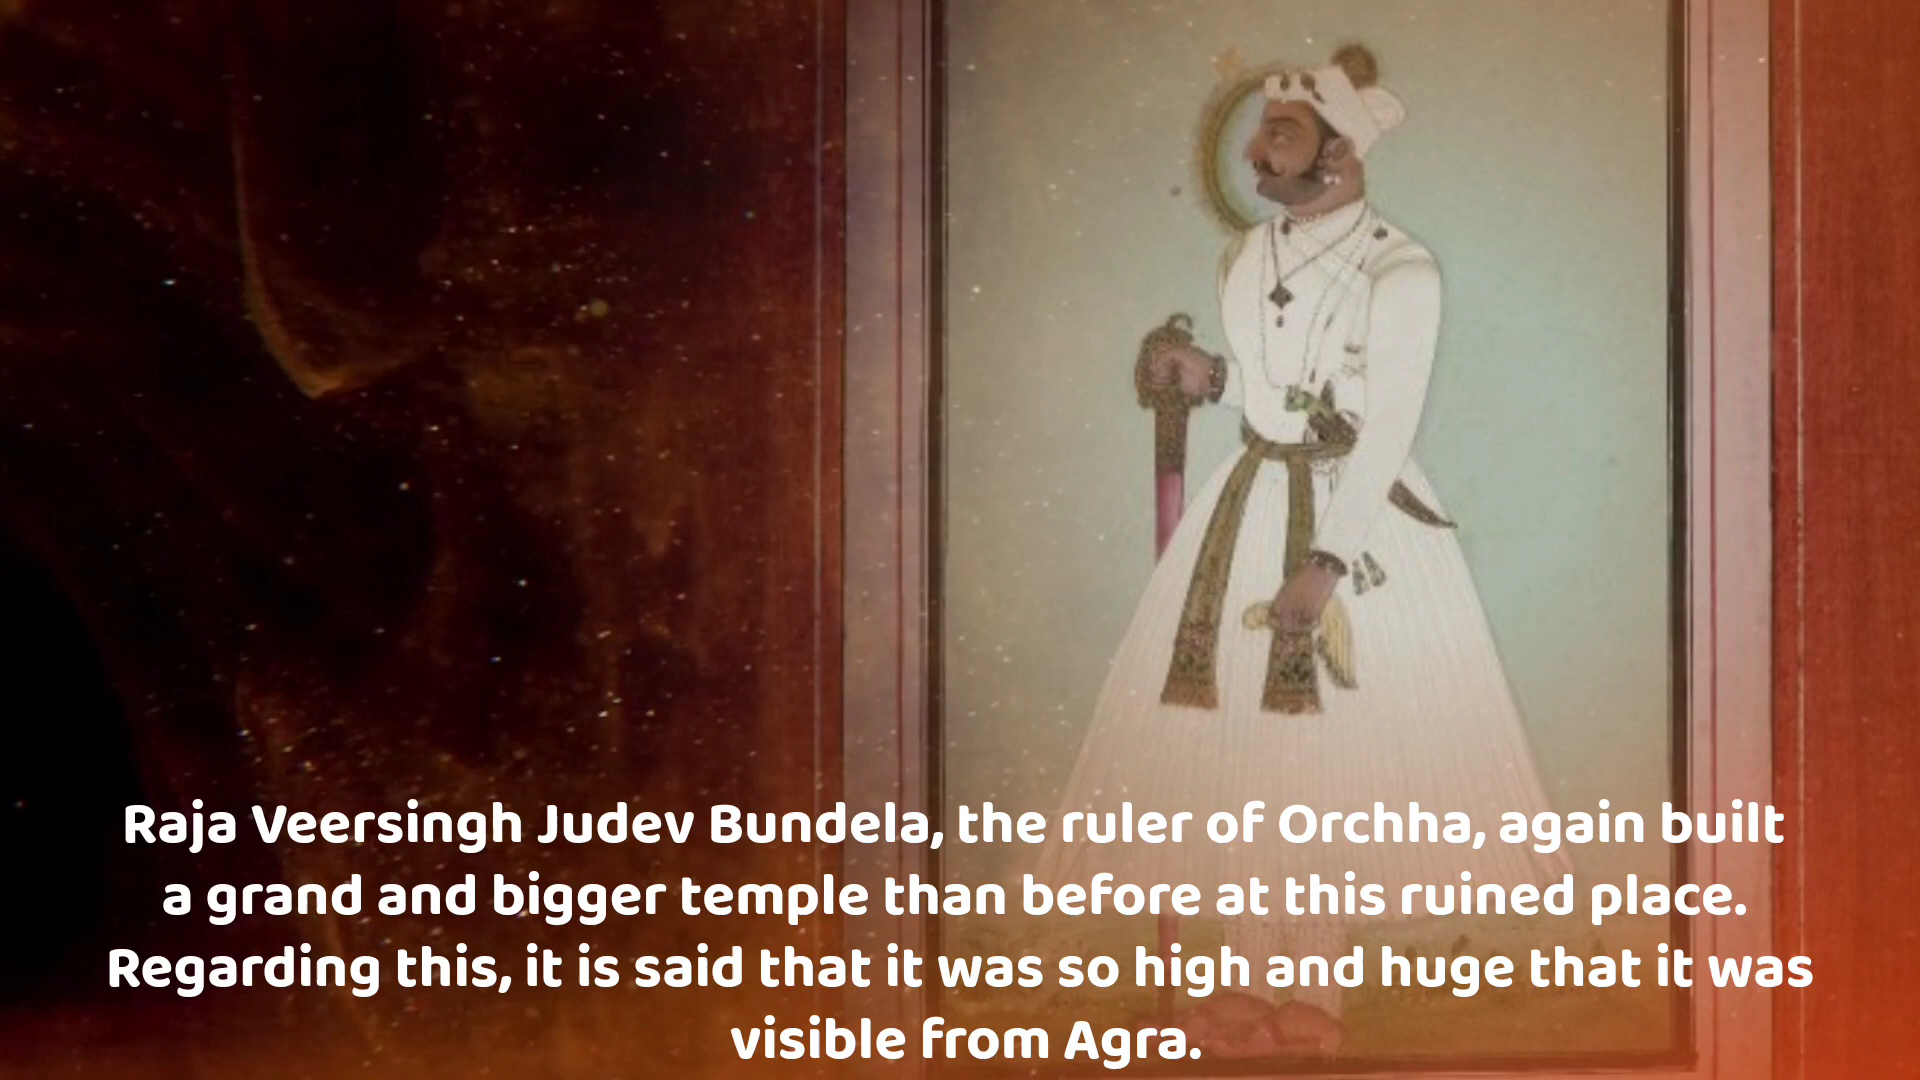 Raja Veersingh Judev Bundela, the ruler of Orchha, again built
a grand and bigger temple than before at this ruined place.
Regarding this, it is said that it was so high and huge that it was
visible from Agra.